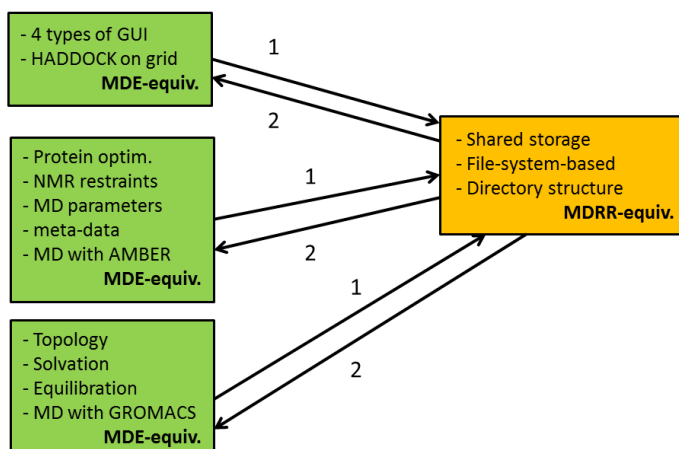 - 4 types of GUI
- HADDOCK on grid
MDE-equiv.
1
2
- Protein optim.
- NMR restraints
- MD parameters
- meta-data
- MD with AMBER
MDE-equiv.
1
2
- Shared storage
- File-system-based
- Directory structure
MDRR-equiv.
- Topology
- Solvation
- Equilibration
- MD with GROMACS
MDE-equiv.
1
2